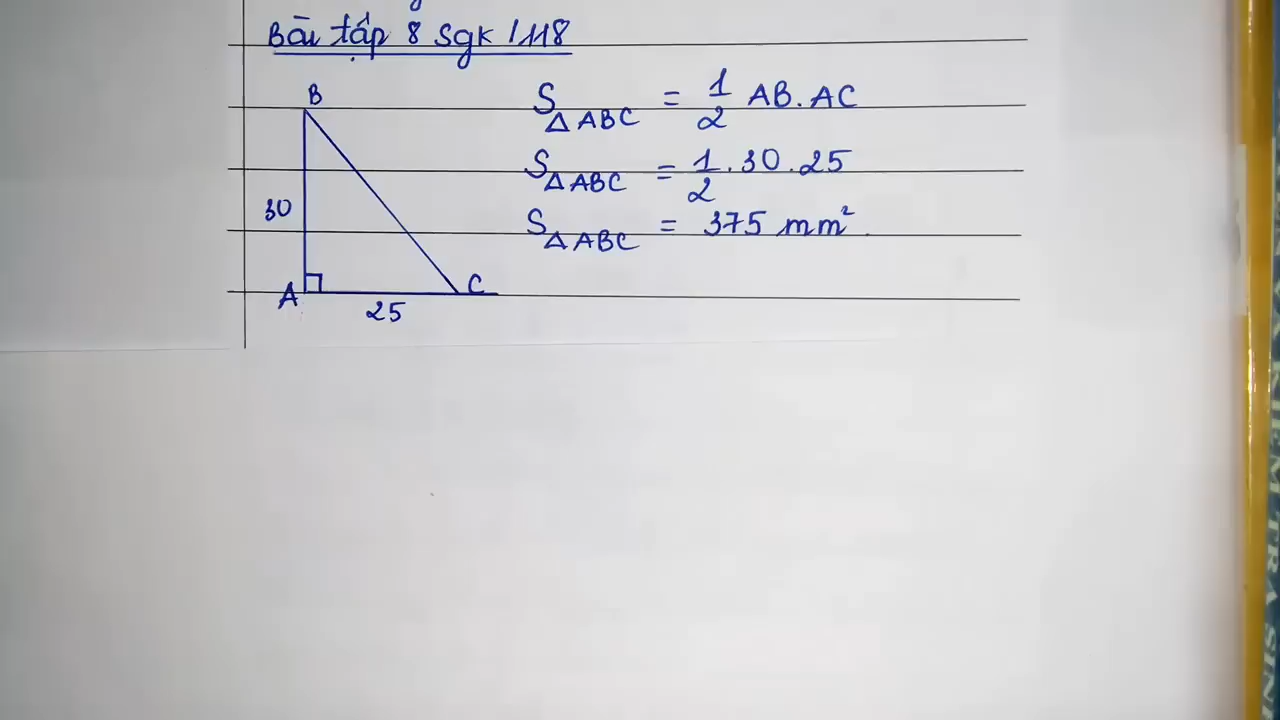 Bài tập 8 sgk/118
B
S△ABC = 1/2 AB.AC
S△ABC = 1/2 . 30 . 25
30
S△ABC = 375 mm².
A
C
25